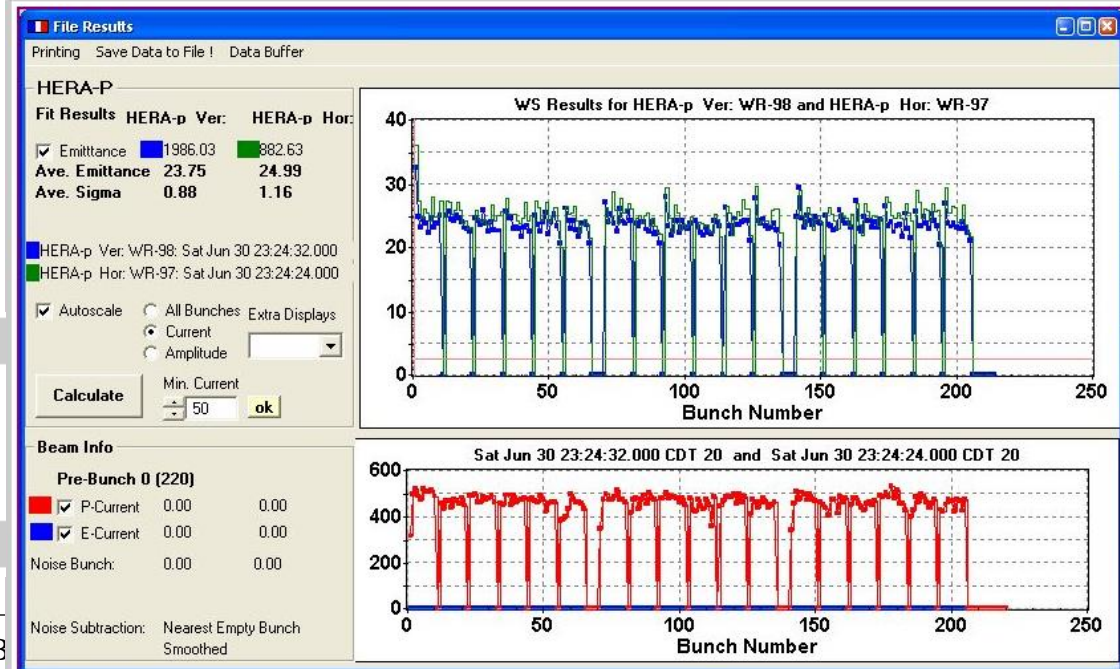 File Results
Printing Save Data to File ! Data Buffer
HERA-P
Fit Results HERA-p Ver: HERA-p Hor:
Emitttance 1986.03 882.63
Ave. Emittance 23.75 24.99
Ave. Sigma 0.88 1.16
HERA-p Ver: WR-98: Sat Jun 30 23:24:32.000
HERA-p Hor: WR-97: Sat Jun 30 23:24:24.000
Autoscale All Bunches Extra Displays
Current
Amplitude
Calculate Min. Current
50 ok
WS Results for HERA-p Ver: WR-98 and HERA-p Hor: WR-97
40
30
20
10
0
0 50 100 150 200 250
Bunch Number
Beam Info
Pre-Bunch 0 (220)
P-Current 0.00 0.00
E-Current 0.00 0.00
Noise Bunch: 0.00 0.00
Noise Subtraction: Nearest Empty Bunch
Smoothed
Sat Jun 30 23:24:32.000 CDT 20 and Sat Jun 30 23:24:24.000 CDT 20
600
400
200
0
0 50 100 150 200 250
Bunch Number